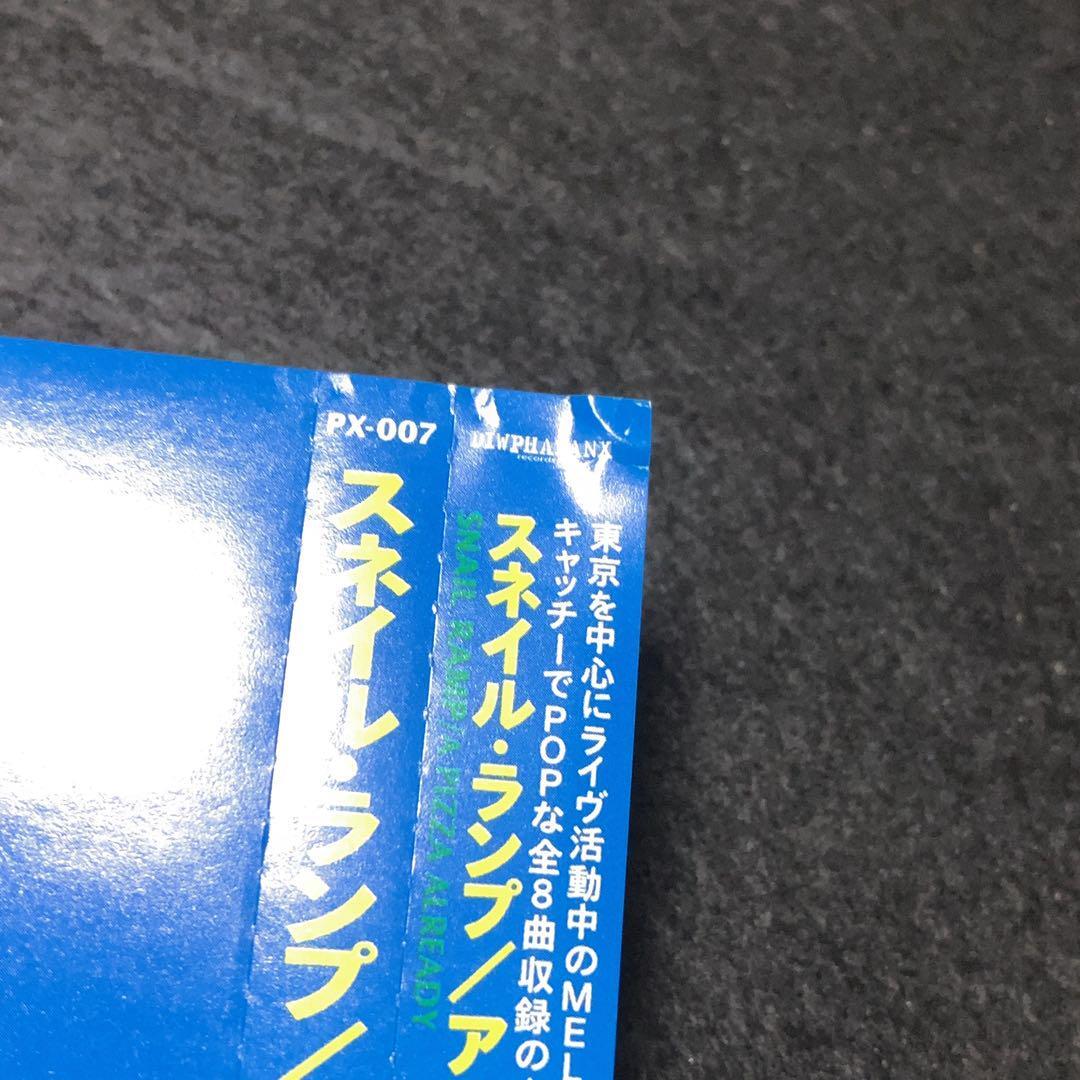 PX-007
スネイル・ランプ/
DIWPHALANX
records
東京を中心にライヴ活動中のMEL
キャッチーでPOPな全8曲収録の
スネイル・ランプ/ア
SNAIL RAMP/A PIZZA ALREADY